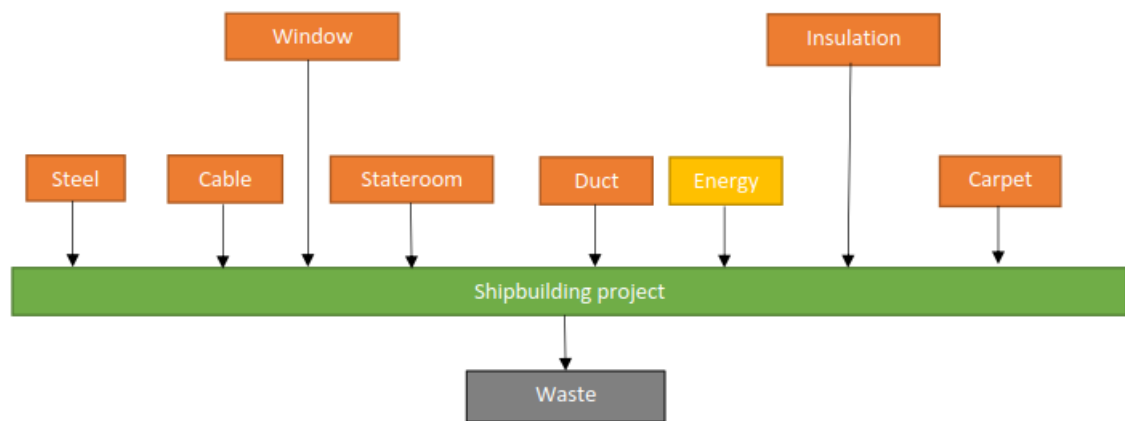 Window
Insulation
Steel
Cable
Stateroom
Duct
Energy
Carpet
Shipbuilding project
Waste